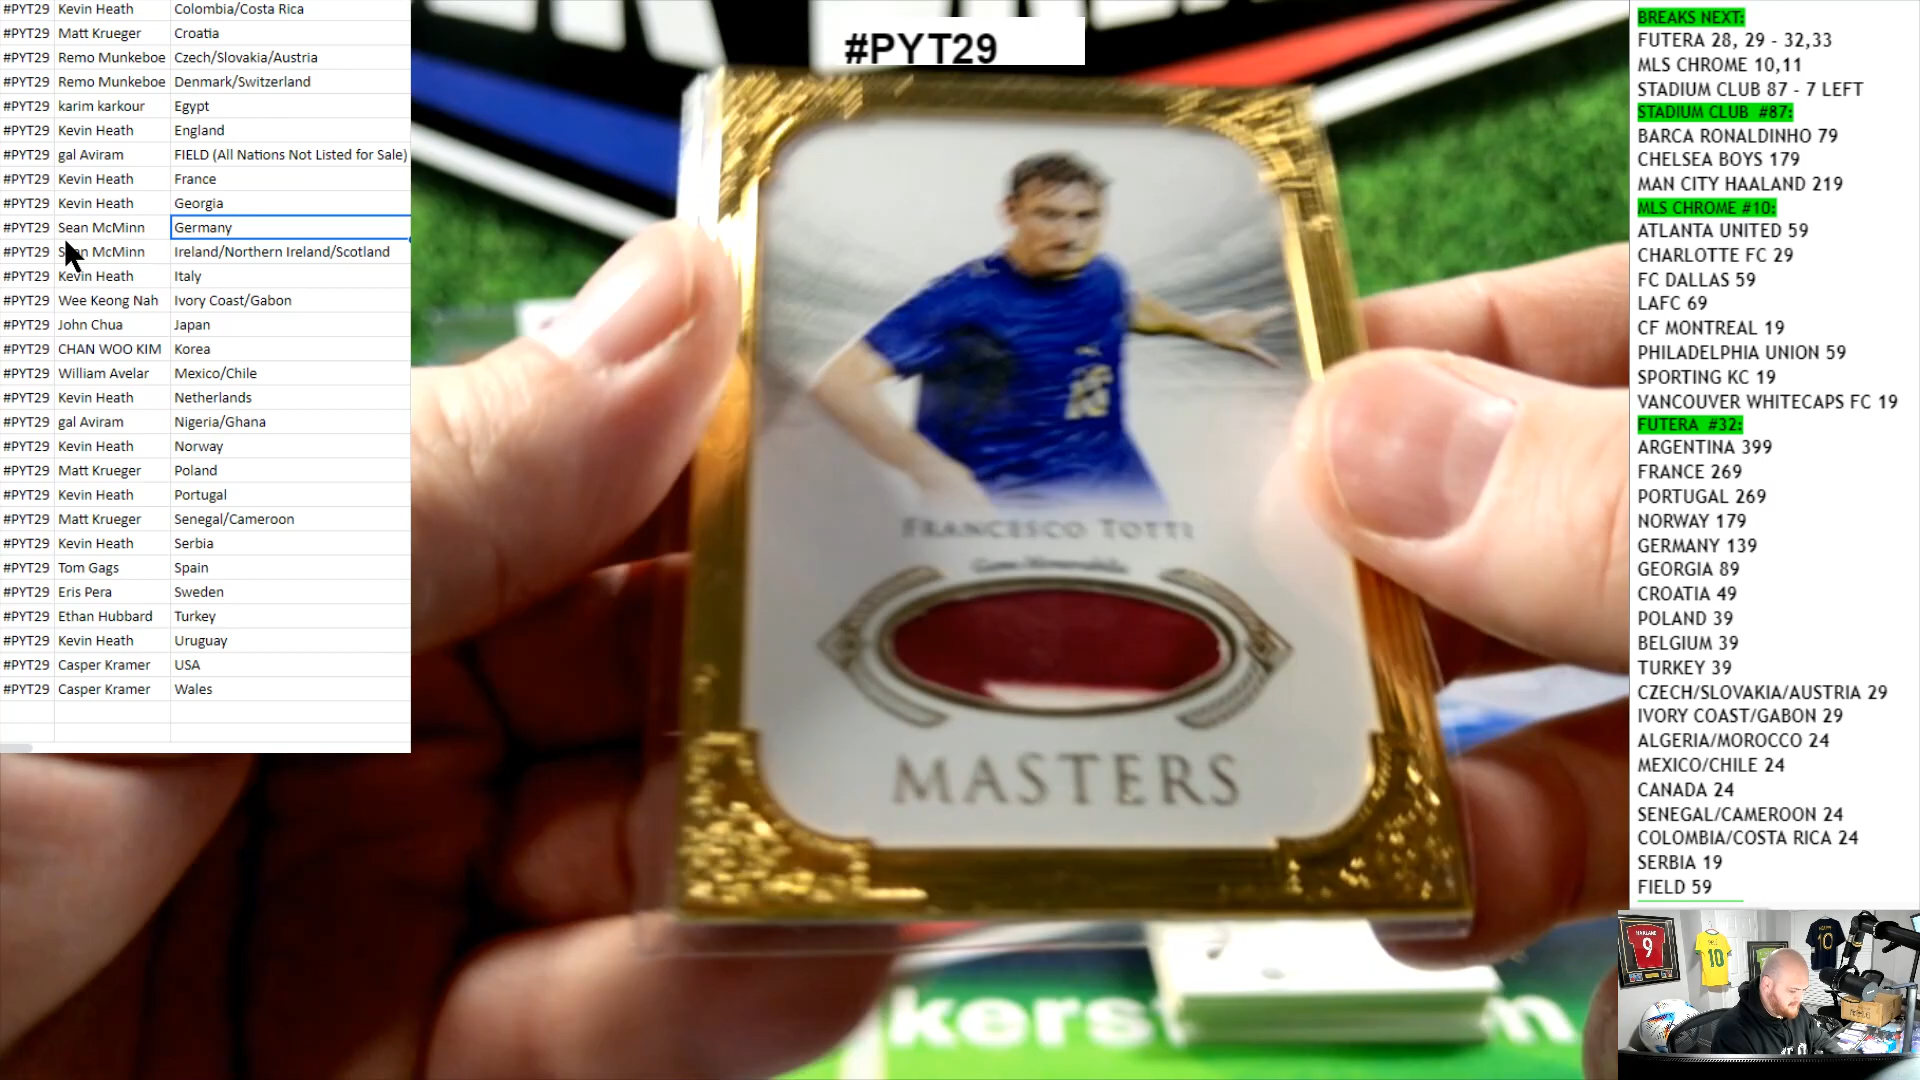 #PYT29 Kevin Heath Colombia/Costa Rica
#PYT29 Matt Krueger Croatia
#PYT29 Remo Munkeboe Czech/Slovakia/Austria
#PYT29 Remo Munkeboe Denmark/Switzerland
#PYT29 karim karkour Egypt
#PYT29 Kevin Heath England
#PYT29 gal Aviram FIELD (All Nations Not Listed for Sale)
#PYT29 Kevin Heath France
#PYT29 Kevin Heath Georgia
#PYT29 Sean McMinn Germany
#PYT29 Sean McMinn Ireland/Northern Ireland/Scotland
#PYT29 Kevin Heath Italy
#PYT29 Wee Keong Nah Ivory Coast/Gabon
#PYT29 John Chua Japan
#PYT29 CHAN WOO KIM Korea
#PYT29 William Avelar Mexico/Chile
#PYT29 Kevin Heath Netherlands
#PYT29 gal Aviram Nigeria/Ghana
#PYT29 Kevin Heath Norway
#PYT29 Matt Krueger Poland
#PYT29 Kevin Heath Portugal
#PYT29 Matt Krueger Senegal/Cameroon
#PYT29 Kevin Heath Serbia
#PYT29 Tom Gags Spain
#PYT29 Eris Pera Sweden
#PYT29 Ethan Hubbard Turkey
#PYT29 Kevin Heath Uruguay
#PYT29 Casper Kramer USA
#PYT29 Casper Kramer Wales
#PYT29
FRANCESCO TOTTI
Game Memorabilia
MASTERS
BREAKS NEXT:
FUTERA 28, 29 - 32,33
MLS CHROME 10,11
STADIUM CLUB 87 - 7 LEFT
STADIUM CLUB #87:
BARCA RONALDINHO 79
CHELSEA BOYS 179
MAN CITY HAALAND 219
MLS CHROME #10:
ATLANTA UNITED 59
CHARLOTTE FC 29
FC DALLAS 59
LAFC 69
CF MONTREAL 19
PHILADELPHIA UNION 59
SPORTING KC 19
VANCOUVER WHITECAPS FC 19
FUTERA #32:
ARGENTINA 399
FRANCE 269
PORTUGAL 269
NORWAY 179
GERMANY 139
GEORGIA 89
CROATIA 49
POLAND 39
BELGIUM 39
TURKEY 39
CZECH/SLOVAKIA/AUSTRIA 29
IVORY COAST/GABON 29
ALGERIA/MOROCCO 24
MEXICO/CHILE 24
CANADA 24
SENEGAL/CAMEROON 24
COLOMBIA/COSTA RICA 24
SERBIA 19
FIELD 59
9
10
10